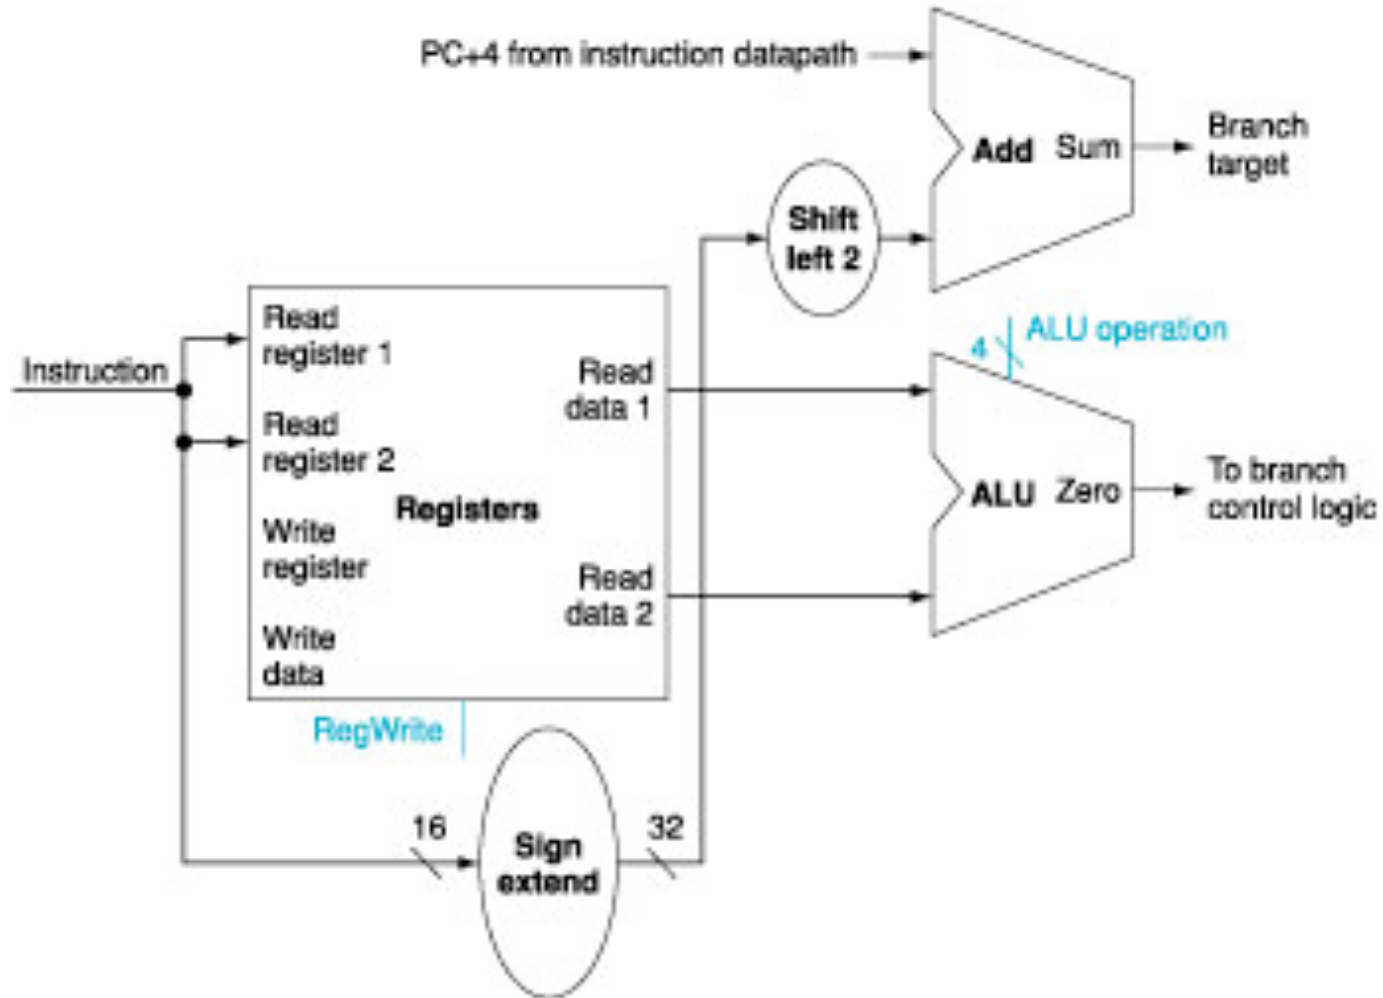 PC+4 from instruction datapath
Add Sum
Branch
target
Shift
left 2
ALU operation
4
Instruction
Read
register 1
Read
register 2
Write
register
Write
data
Registers
Read
data 1
Read
data 2
ALU Zero
To branch
control logic
RegWrite
16
Sign
extend
32